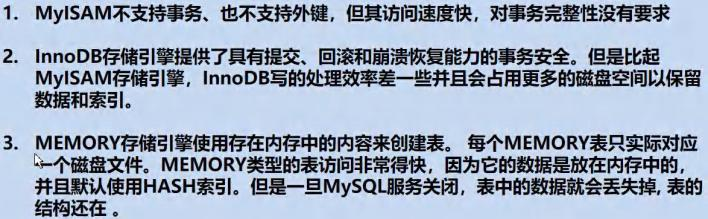 1. MyISAM不支持事务、也不支持外键，但其访问速度快，对事务完整性没有要求
2. InnoDB存储引擎提供了具有提交、回滚和崩溃恢复能力的事务安全。但是比起
MyISAM存储引擎，InnoDB写的处理效率差一些并且会占用更多的磁盘空间以保留
数据和索引。
3. MEMORY存储引擎使用存在内存中的内容来创建表。 每个MEMORY表只实际对应
一个磁盘文件。MEMORY类型的表访问非常得快，因为它的数据是放在内存中的，
并且默认使用HASH索引。但是一旦MySQL服务关闭，表中的数据就会丢失掉, 表的
结构还在 。